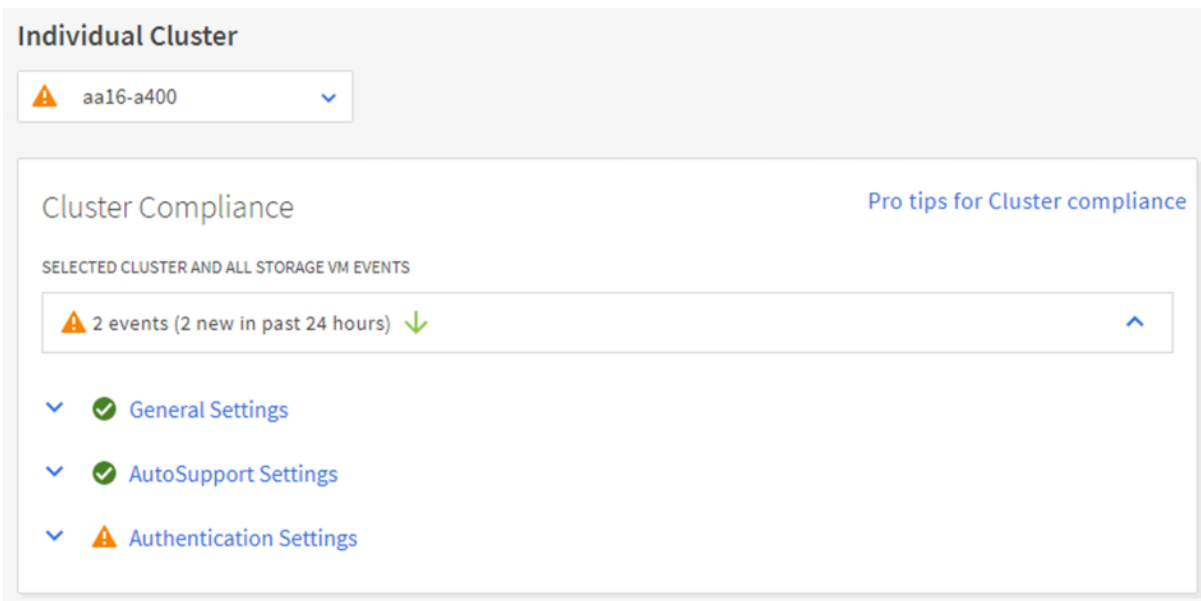 Individual Cluster
aa16-a400
Cluster Compliance
Pro tips for Cluster compliance
SELECTED CLUSTER AND ALL STORAGE VM EVENTS
2 events (2 new in past 24 hours)
General Settings
AutoSupport Settings
Authentication Settings